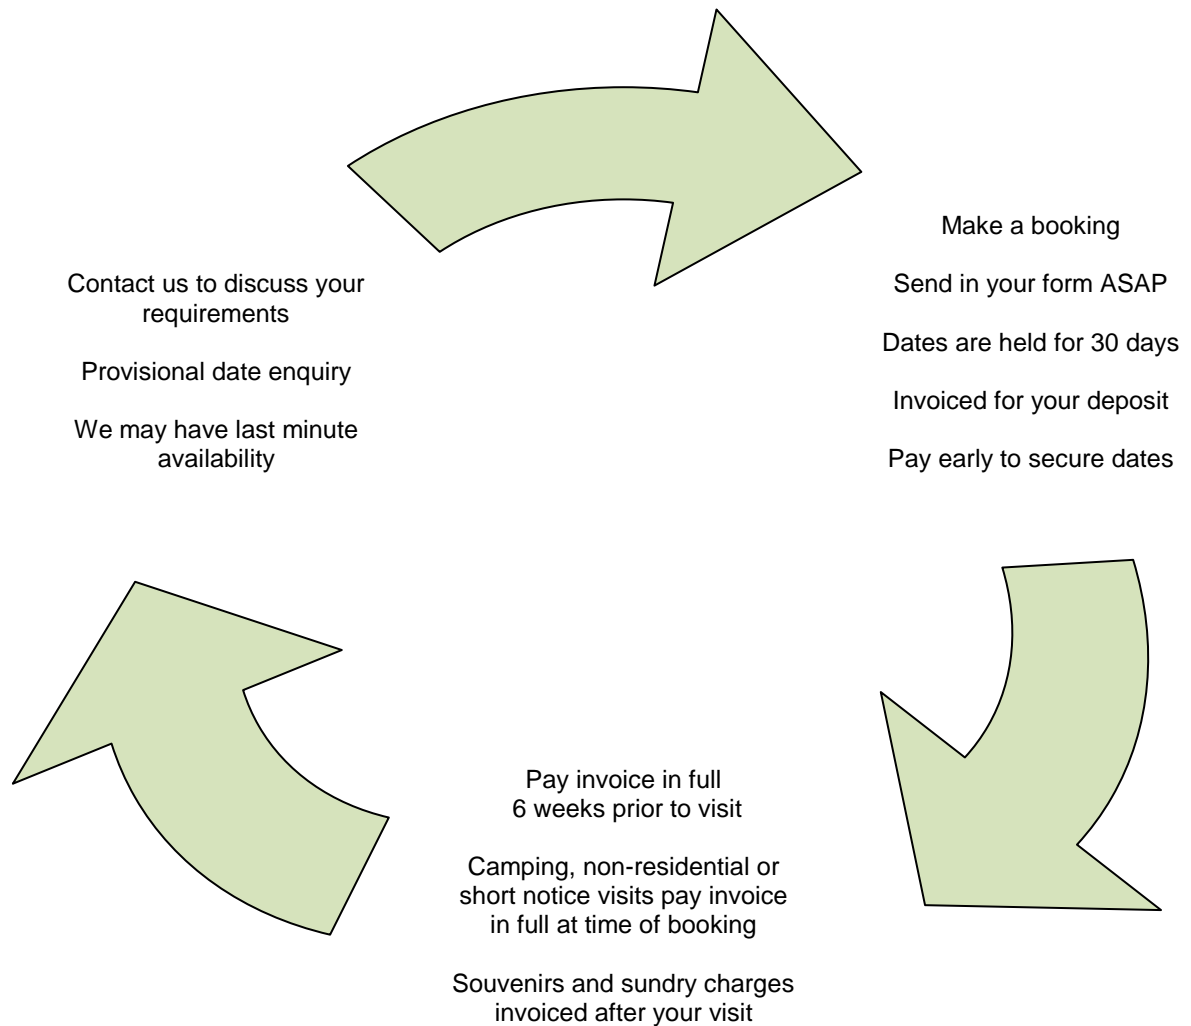 Contact us to discuss your
requirements
Provisional date enquiry
We may have last minute
availability
Make a booking
Send in your form ASAP
Dates are held for 30 days
Invoiced for your deposit
Pay early to secure dates
Pay invoice in full
6 weeks prior to visit
Camping, non-residential or
short notice visits pay invoice
in full at time of booking
Souvenirs and sundry charges
invoiced after your visit